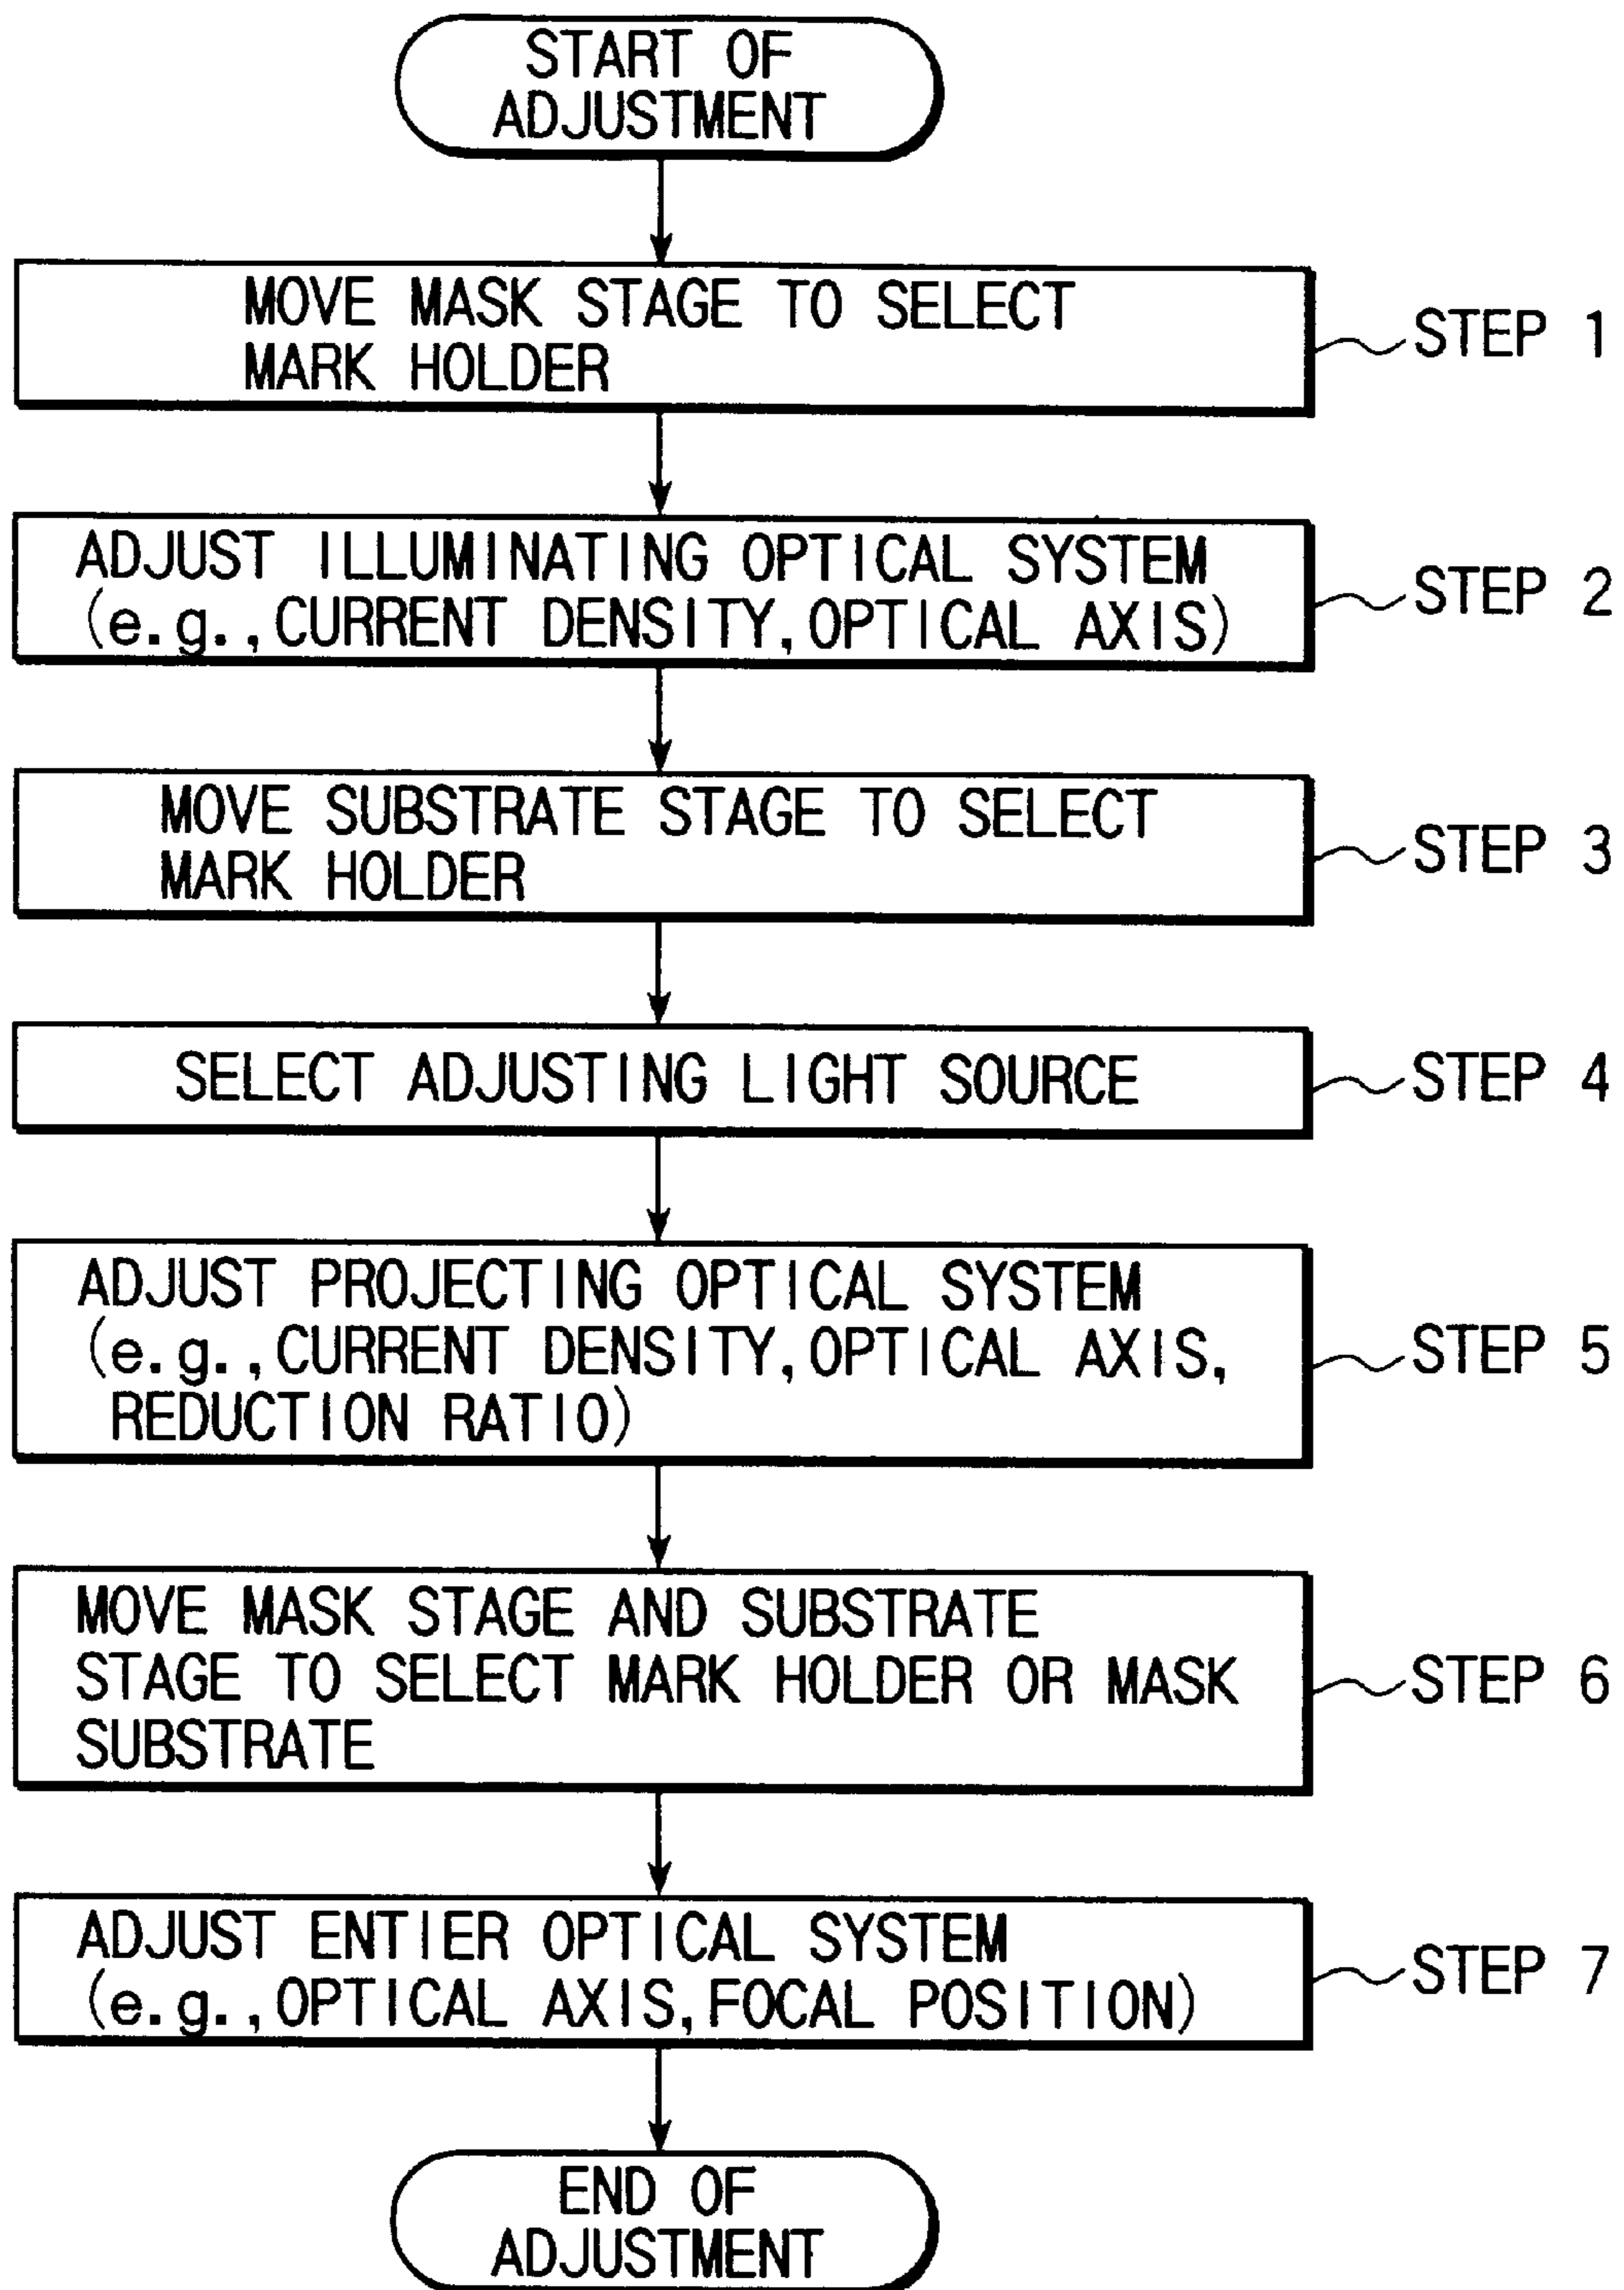 START OF
ADJUSTMENT
MOVE MASK STAGE TO SELECT
MARK HOLDER
STEP 1
ADJUST ILLUMINATING OPTICAL SYSTEM
(e.g.,CURRENT DENSITY,OPTICAL AXIS)
STEP 2
MOVE SUBSTRATE STAGE TO SELECT
MARK HOLDER
STEP 3
SELECT ADJUSTING LIGHT SOURCE
STEP 4
ADJUST PROJECTING OPTICAL SYSTEM
(e.g.,CURRENT DENSITY,OPTICAL AXIS,
REDUCTION RATIO)
STEP 5
MOVE MASK STAGE AND SUBSTRATE
STAGE TO SELECT MARK HOLDER OR MASK
SUBSTRATE
STEP 6
ADJUST ENTIER OPTICAL SYSTEM
(e.g.,OPTICAL AXIS,FOCAL POSITION)
STEP 7
END OF
ADJUSTMENT